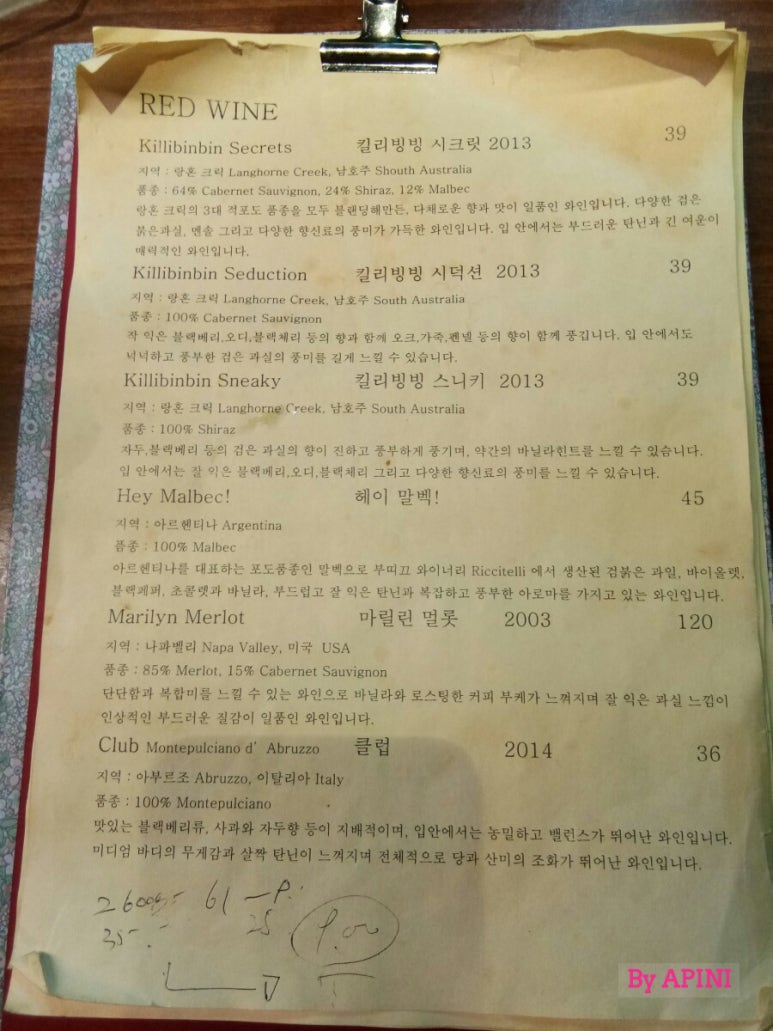 RED WINE
Killibinbin Secrets 킬리빙빙 시크릿 2013 39
지역 : 랑혼 크릭 Langhorne Creek, 남호주 Shouth Australia
품종 : 64% Cabernet Sauvignon, 24% Shiraz, 12% Malbec
랑혼 크릭의 3대 적포도 품종을 모두 블랜딩해만든, 다채로운 향과 맛이 일품인 와인입니다. 다양한 검은
붉은과실, 멘솔 그리고 다양한 향신료의 풍미가 가득한 와인입니다. 입 안에서는 부드러운 탄닌과 긴 여운이
매력적인 와인입니다.
Killibinbin Seduction 킬리빙빙 시덕션 2013 39
지역 : 랑혼 크릭 Langhorne Creek, 남호주 South Australia
품종 : 100% Cabernet Sauvignon
작 익은 블랙베리,오디,블랙체리 등의 향과 함께 오크,가죽,펜넬 등의 향이 함께 풍깁니다. 입 안에서도
넉넉하고 풍부한 검은 과실의 풍미를 길게 느낄 수 있습니다.
Killibinbin Sneaky 킬리빙빙 스니키 2013 39
지역 : 랑혼 크릭 Langhorne Creek, 남호주 South Australia
품종 : 100% Shiraz
자두,블랙베리 등의 검은 과실의 향이 진하고 풍부하게 풍기며, 약간의 바닐라힌트를 느낄 수 있습니다.
입 안에서는 잘 익은 블랙베리,오디,블랙체리 그리고 다양한 향신료의 풍미를 느낄 수 있습니다.
Hey Malbec! 헤이 말벡! 45
지역 : 아르헨티나 Argentina
픔종 : 100% Malbec
아르헨티나를 대표하는 포도품종인 말벡으로 부띠끄 와이너리 Riccitelli 에서 생산된 검붉은 과일, 바이올렛,
블랙페퍼, 초콜렛과 바닐라, 부드럽고 잘 익은 탄닌과 복잡하고 풍부한 아로마를 가지고 있는 와인입니다.
Marilyn Merlot 마릴린 멀롯 2003 120
지역 : 나파벨리 Napa Valley, 미국 USA
품종 : 85% Merlot, 15% Cabernet Sauvignon
단단함과 복합미를 느낄 수 있는 와인으로 바닐라와 로스팅한 커피 부케가 느껴지며 잘 익은 과실 느낌이
인상적인 부드러운 질감이 일품인 와인입니다.
Club Montepulciano d' Abruzzo 클럽 2014 36
지역 : 아부르조 Abruzzo, 이탈리아 Italy
품종 : 100% Montepulciano
맛있는 블랙베리류, 사과와 자두향 등이 지배적이며, 입안에서는 농밀하고 밸런스가 뛰어난 와인입니다.
미디엄 바디의 무게감과 살짝 탄닌이 느껴지며 전체적으로 당과 산미의 조화가 뛰어난 와인입니다.
61
35
By APINI